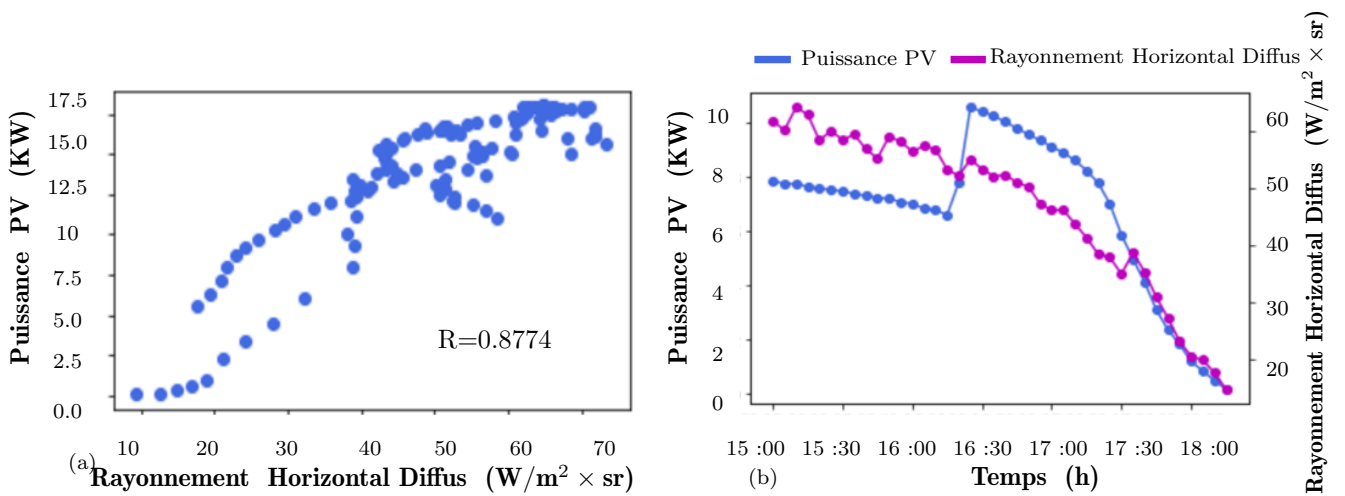 Puissance PV (KW)
17.5
15.0
12.5
10
7.5
5.0
2.5
0.0
R=0.8774
10 20 30 40 50 60 70
(a) Rayonnement Horizontal Diffus (W/m² × sr)
Puissance PV Rayonnement Horizontal Diffus
Puissance PV (KW)
10
8
6
4
2
0
60
50
40
30
20
Rayonnement Horizontal Diffus (W/m² × sr)
15 :00 15 :30 16 :00 16 :30 17 :00 17 :30 18 :00
(b) Temps (h)